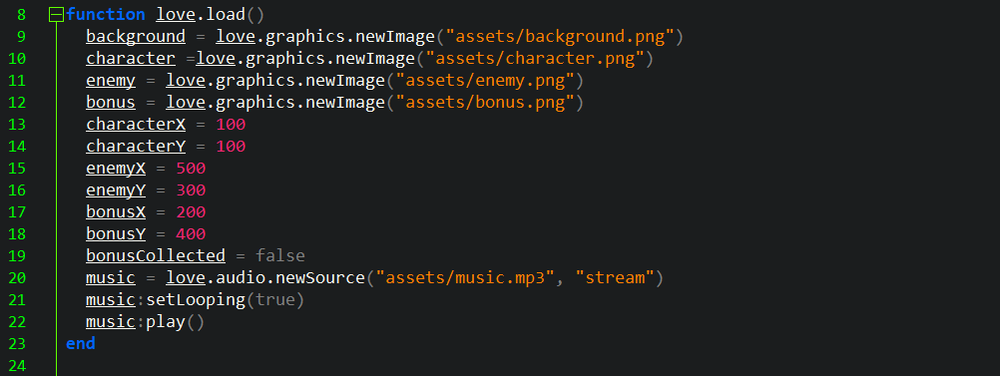 8 function love.load()
9 background = love.graphics.newImage("assets/background.png")
10 character =love.graphics.newImage("assets/character.png")
11 enemy = love.graphics.newImage("assets/enemy.png")
12 bonus = love.graphics.newImage("assets/bonus.png")
13 characterX = 100
14 characterY = 100
15 enemyX = 500
16 enemyY = 300
17 bonusX = 200
18 bonusY = 400
19 bonusCollected = false
20 music = love.audio.newSource("assets/music.mp3", "stream")
21 music:setLooping(true)
22 music:play()
23 end
24